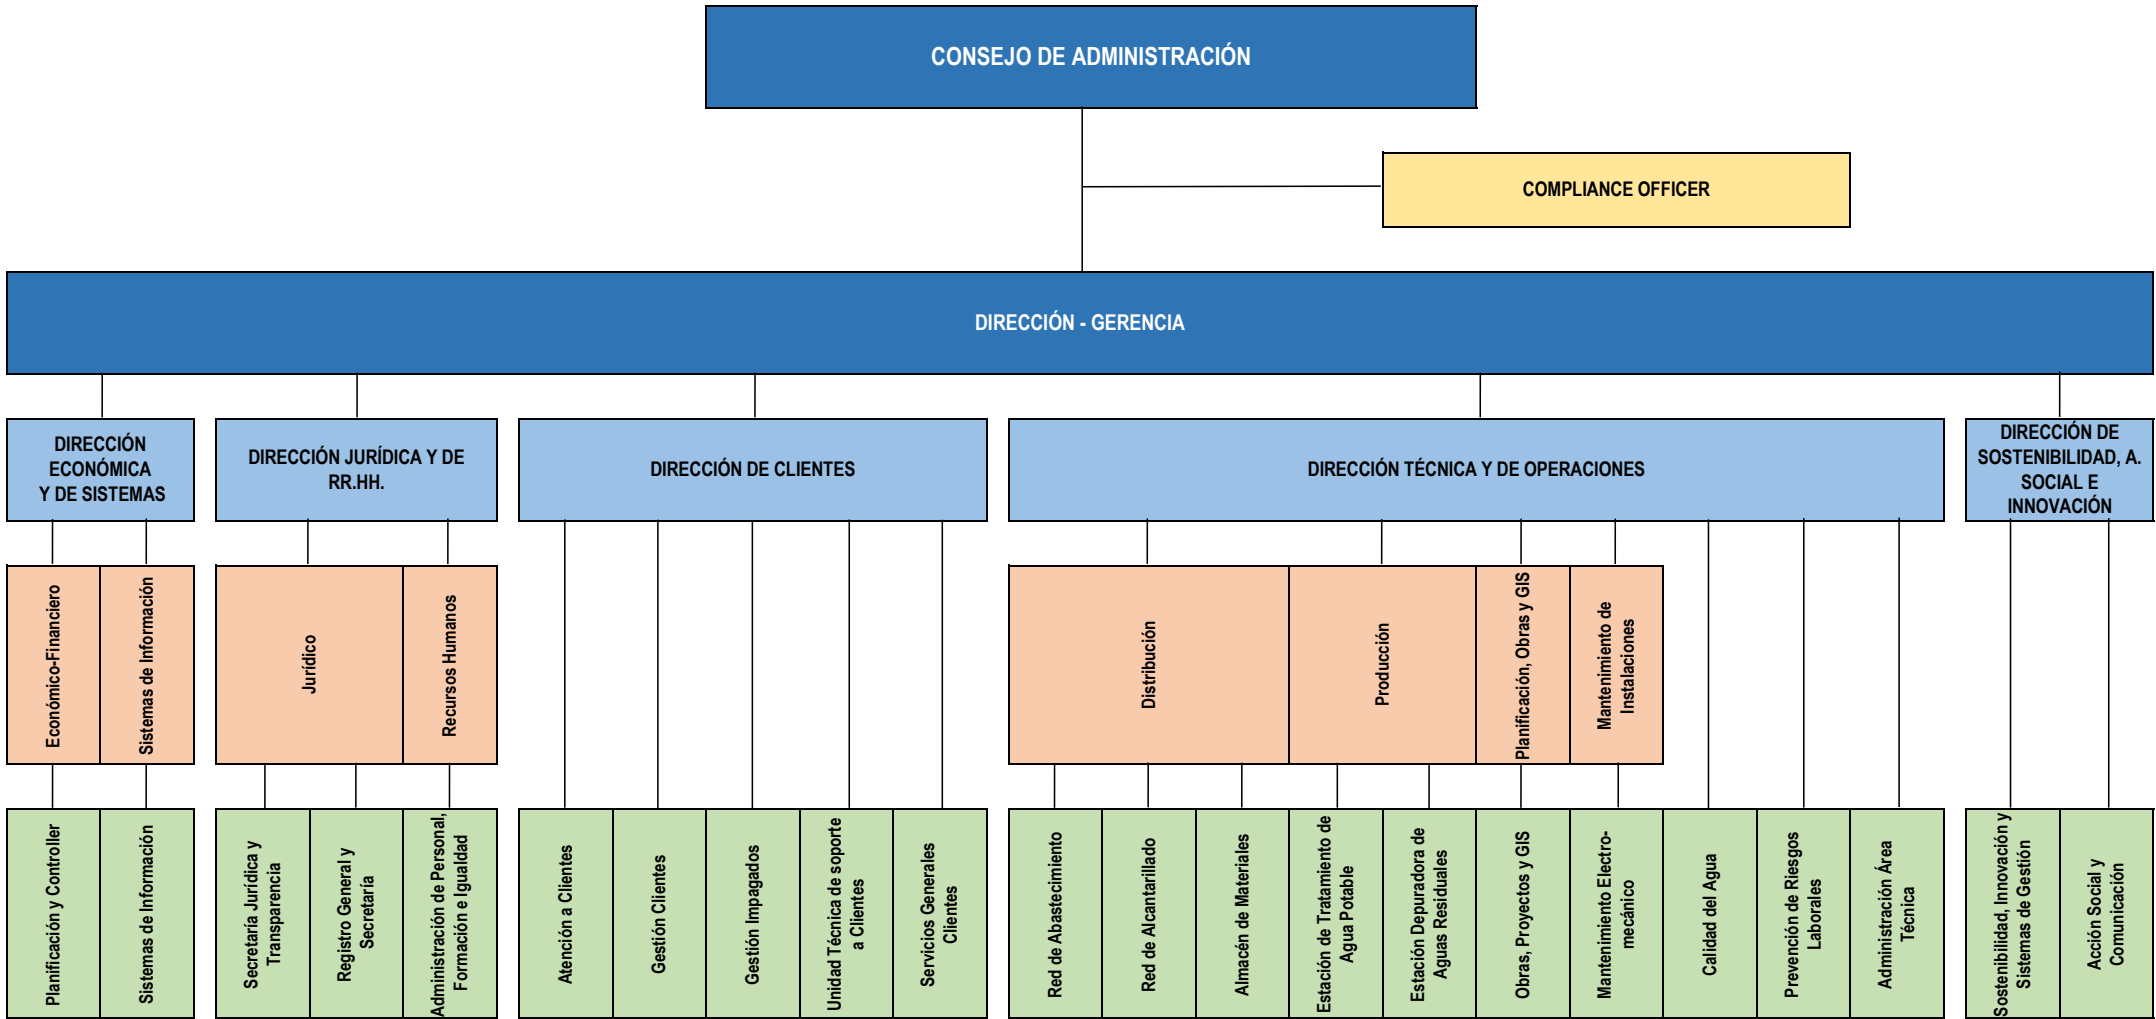 CONSEJO DE ADMINISTRACIÓN
COMPLIANCE OFFICER
DIRECCIÓN - GERENCIA
DIRECCIÓN
ECONÓMICA
Y DE SISTEMAS
DIRECCIÓN JURÍDICA Y DE
RR.HH.
DIRECCIÓN DE CLIENTES
DIRECCIÓN TÉCNICA Y DE OPERACIONES
DIRECCIÓN DE
SOSTENIBILIDAD, A.
SOCIAL E
INNOVACIÓN
Económico-Financiero
Sistemas de Información
Jurídico
Recursos Humanos
Distribución
Producción
Planificación, Obras y GIS
Mantenimiento de
Instalaciones
Planificación y Controller
Sistemas de Información
Secretaría Jurídica y
Transparencia
Registro General y
Secretaría
Administración de Personal,
Formación e Igualdad
Atención a Clientes
Gestión Clientes
Gestión Impagados
Unidad Técnica de soporte
a Clientes
Servicios Generales
Clientes
Red de Abastecimiento
Red de Alcantarillado
Almacén de Materiales
Estación de Tratamiento de
Agua Potable
Estación Depuradora de
Aguas Residuales
Obras, Proyectos y GIS
Mantenimimiento Electro-
mecánico
Calidad del Agua
Prevención de Riesgos
Laborales
Administración Área
Técnica
Sostenibilidad, Innovación y
Sistemas de Gestión
Acción Social y
Comunicación